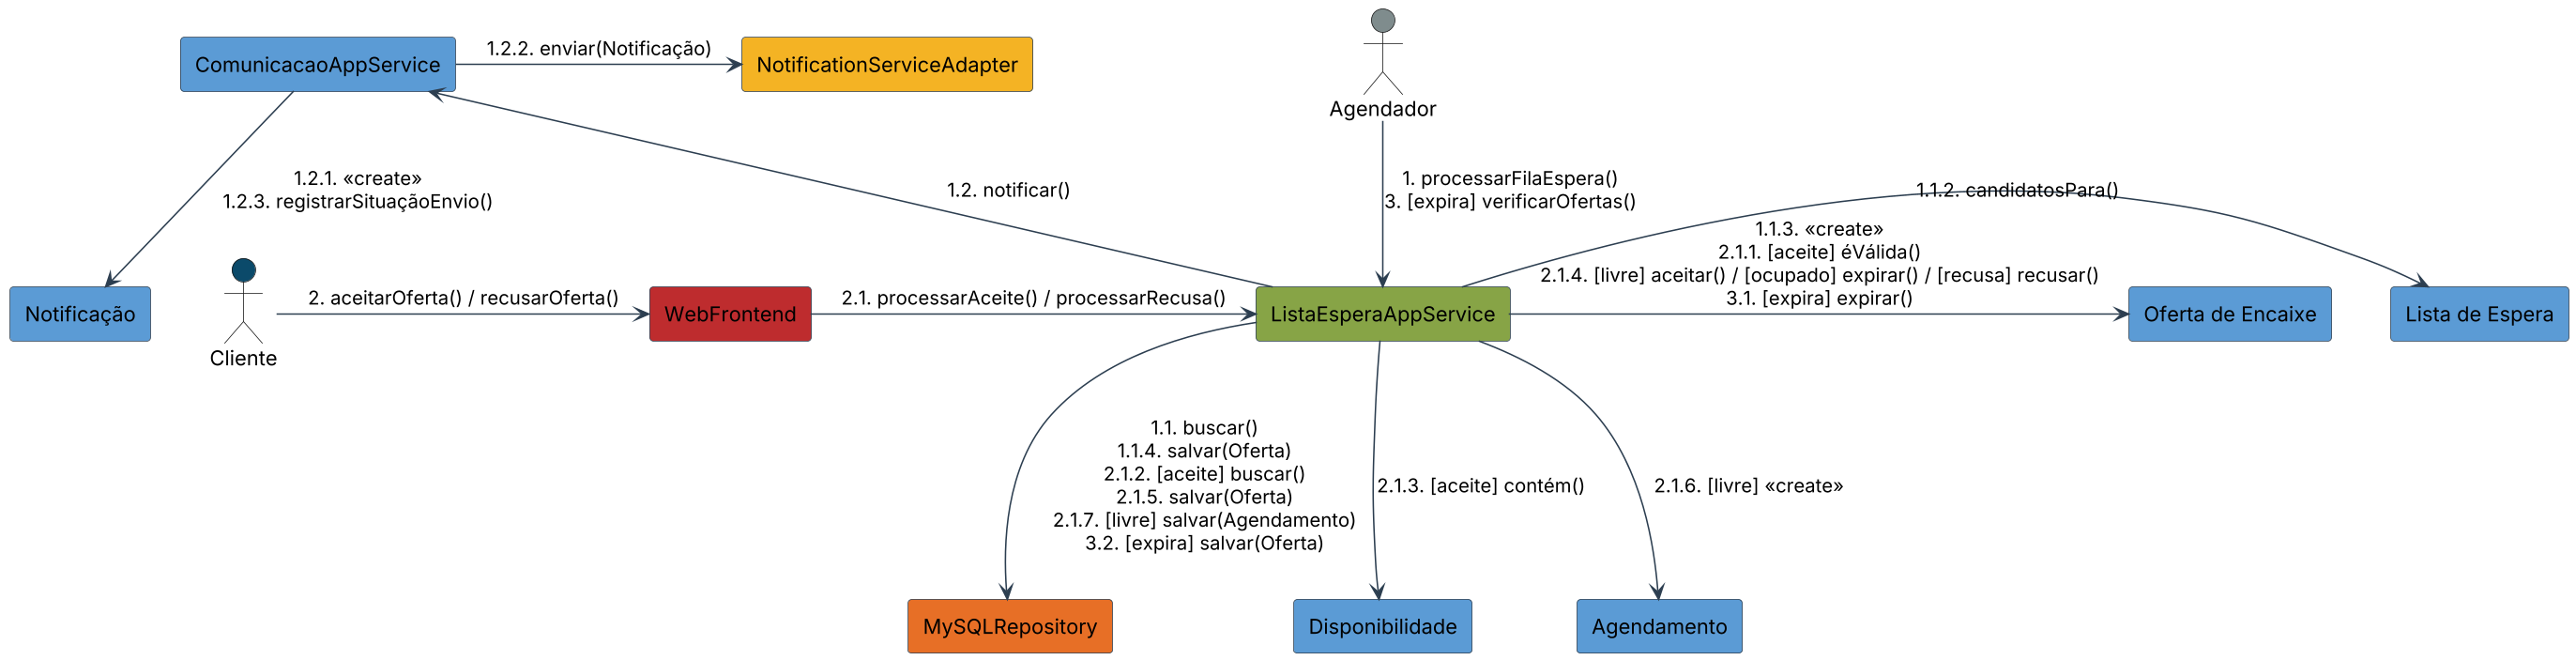 ComunicacaoAppService
1.2.2. enviar(Notificação)
NotificationServiceAdapter
Agendador
1.2.1. «create»
1.2.3. registrarSituaçãoEnvio()
1.2. notificar()
1. processarFilaEspera()
3. [expira] verificarOfertas()
1.1.2. candidatosPara()
1.1.3. «create»
2.1.1. [aceite] éVálida()
2.1.4. [livre] aceitar() / [ocupado] expirar() / [recusa] recusar()
3.1. [expira] expirar()
Notificação
Cliente
2. aceitarOferta() / recusarOferta()
WebFrontend
2.1. processarAceite() / processarRecusa()
ListaEsperaAppService
Oferta de Encaixe
Lista de Espera
1.1. buscar()
1.1.4. salvar(Oferta)
2.1.2. [aceite] buscar()
2.1.5. salvar(Oferta)
2.1.7. [livre] salvar(Agendamento)
3.2. [expira] salvar(Oferta)
2.1.3. [aceite] contém()
2.1.6. [livre] «create»
MySQLRepository
Disponibilidade
Agendamento